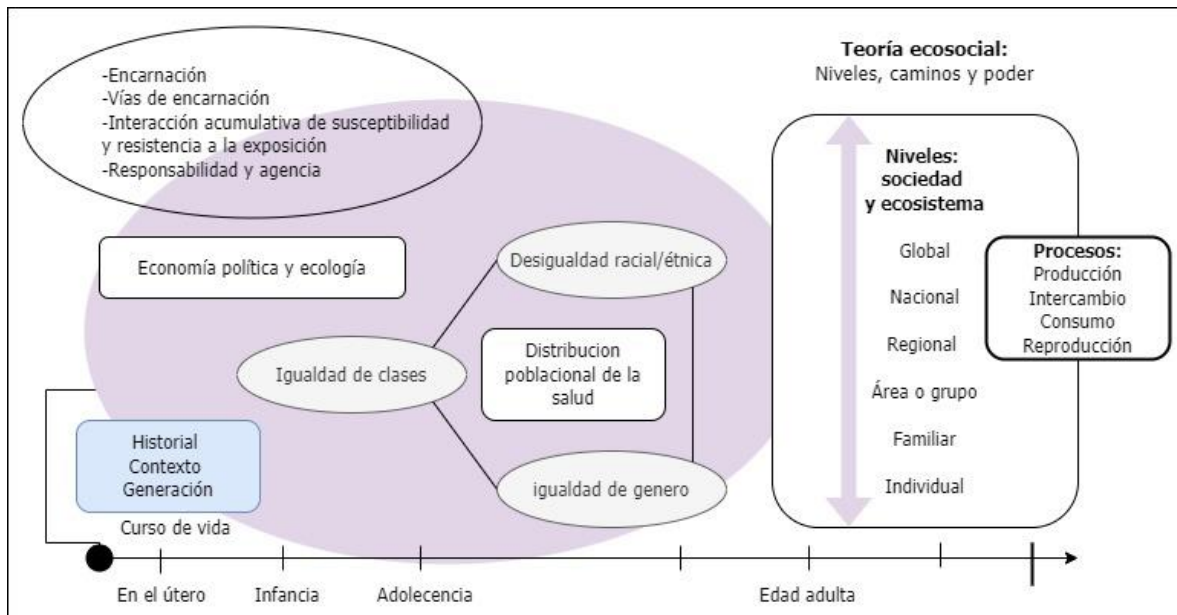 -Encarnación
-Vías de encarnación
-Interacción acumulativa de susceptibilidad
y resistencia a la exposición
-Responsabilidad y agencia
Teoría ecosocial:
Niveles, caminos y poder
Economía política y ecología
Desigualdad racial/étnica
Igualdad de clases
Distribucion
poblacional de la
salud
igualdad de genero
Historial
Contexto
Generación
Curso de vida
Niveles:
sociedad
y ecosistema
Global
Nacional
Regional
Área o grupo
Familiar
Individual
Procesos:
Producción
Intercambio
Consumo
Reproducción
En el útero
Infancia
Adolecencia
Edad adulta